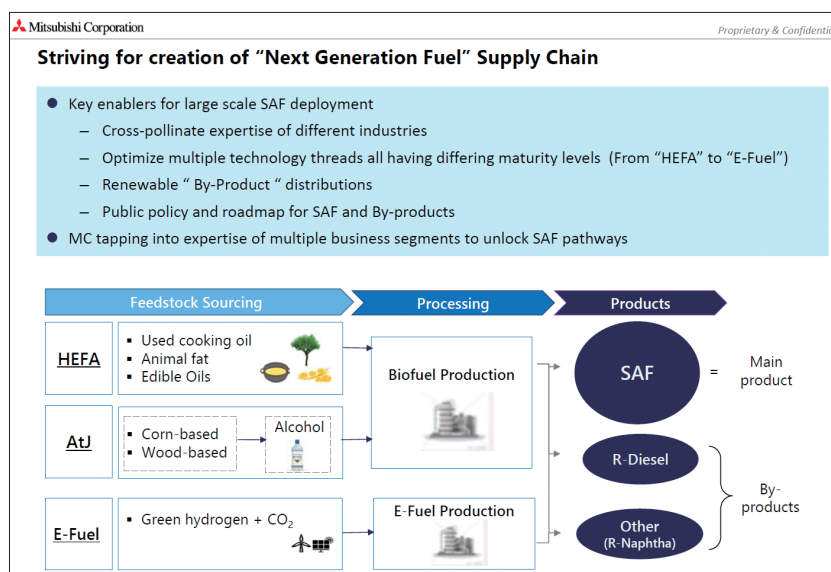 Mitsubishi Corporation
Proprietary & Confidential
Striving for creation of “Next Generation Fuel” Supply Chain
● Key enablers for large scale SAF deployment
– Cross-pollinate expertise of different industries
– Optimize multiple technology threads all having differing maturity levels (From “HEFA” to “E-Fuel”)
– Renewable “ By-Product “ distributions
– Public policy and roadmap for SAF and By-products
● MC tapping into expertise of multiple business segments to unlock SAF pathways
Feedstock Sourcing
Processing
Products
HEFA
▪ Used cooking oil
▪ Animal fat
▪ Edible Oils
AtJ
▪ Corn-based
▪ Wood-based
Alcohol
E-Fuel
▪ Green hydrogen + CO₂
Biofuel Production
E-Fuel Production
SAF
=
Main
product
R-Diesel
Other
(R-Naphtha)
By-
products